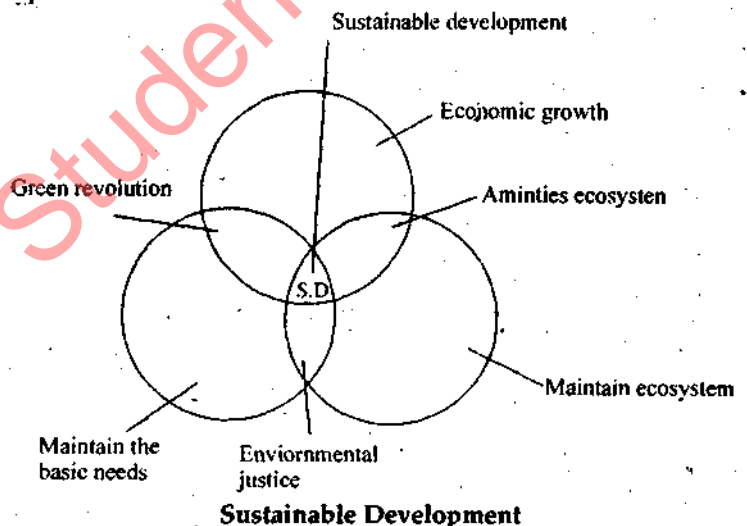 Sustainable development
Economic growth
Green revolution
Aminties ecosysten
S.D
Maintain ecosystem
Maintain the
basic needs
Enviornmental
justice
Sustainable Development
Studen